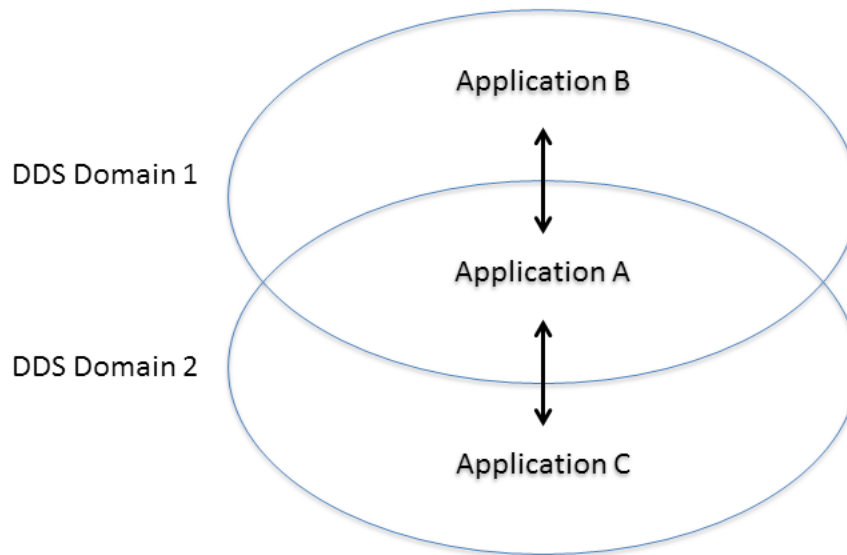 Application B
DDS Domain 1
Application A
DDS Domain 2
Application C